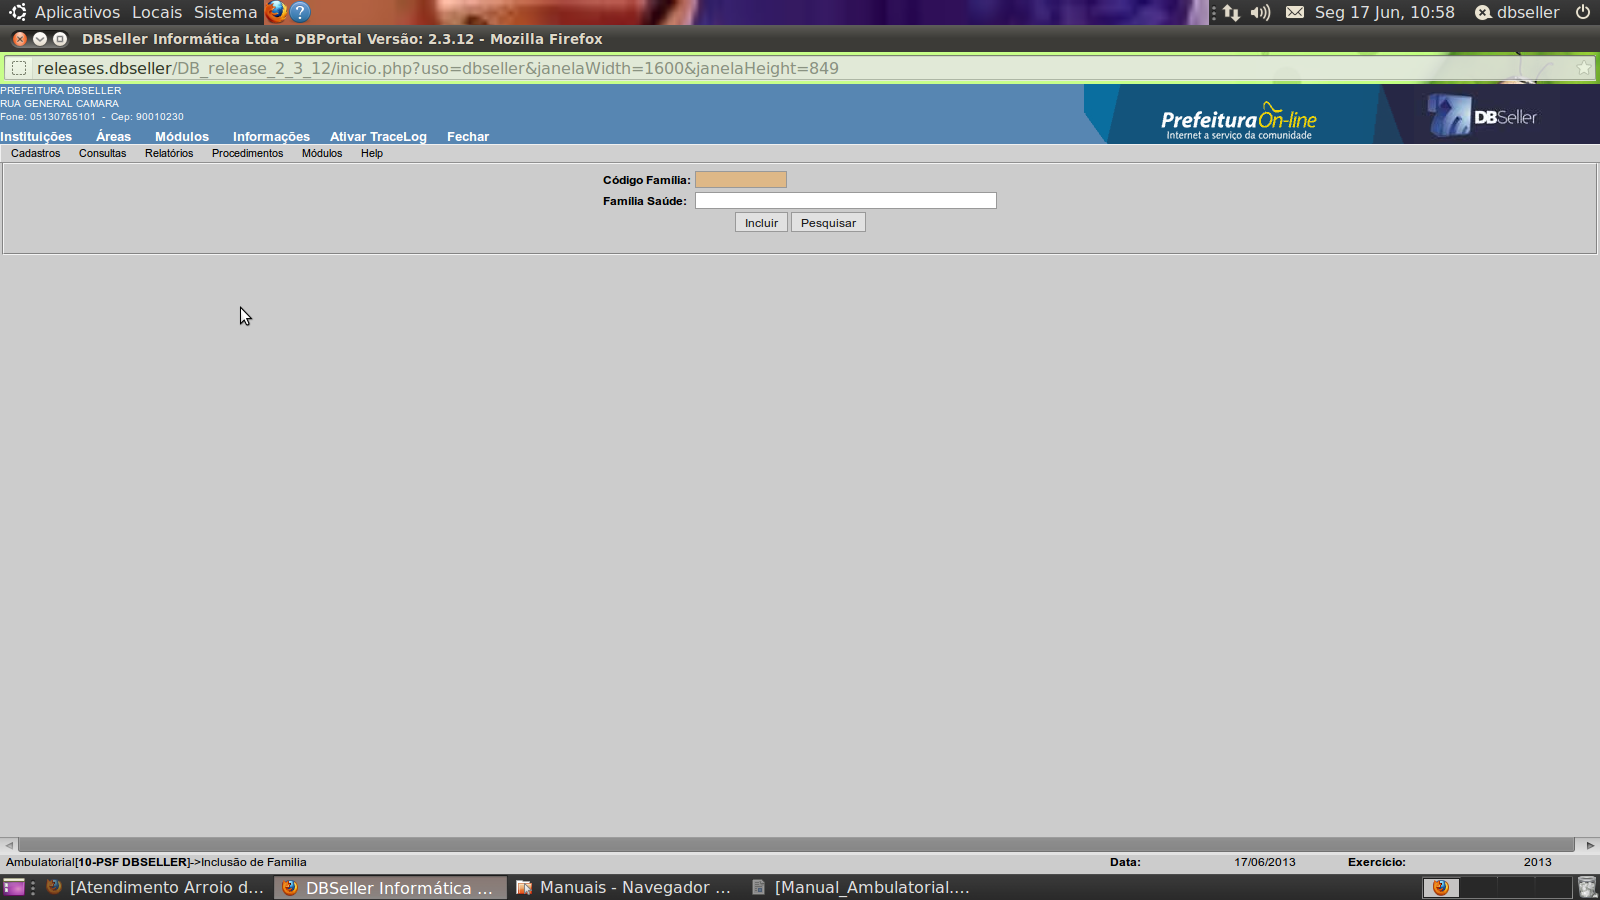 Aplicativos Locais Sistema Seg 17 Jun, 10:58 dbseller
DBSeller Informática Ltda - DBPortal Versão: 2.3.12 - Mozilla Firefox
releases.dbseller/DB_release_2_3_12/inicio.php?uso=dbseller&janelaWidth=1600&janelaHeight=849
PREFEITURA DBSELLER
RUA GENERAL CAMARA
Fone: 05130765101 - Cep: 90010230
Prefeitura On-line
Internet a serviço da comunidade
DBSeller
Instituições Áreas Módulos Informações Ativar TraceLog Fechar
Cadastros Consultas Relatórios Procedimentos Módulos Help
Código Família:
Família Saúde:
Incluir Pesquisar
Ambulatorial[10-PSF DBSELLER]->Inclusão de Familia Data: 17/06/2013 Exercício: 2013
[Atendimento Arroio d... DBSeller Informática ... Manuais - Navegador ... [Manual_Ambulatorial....